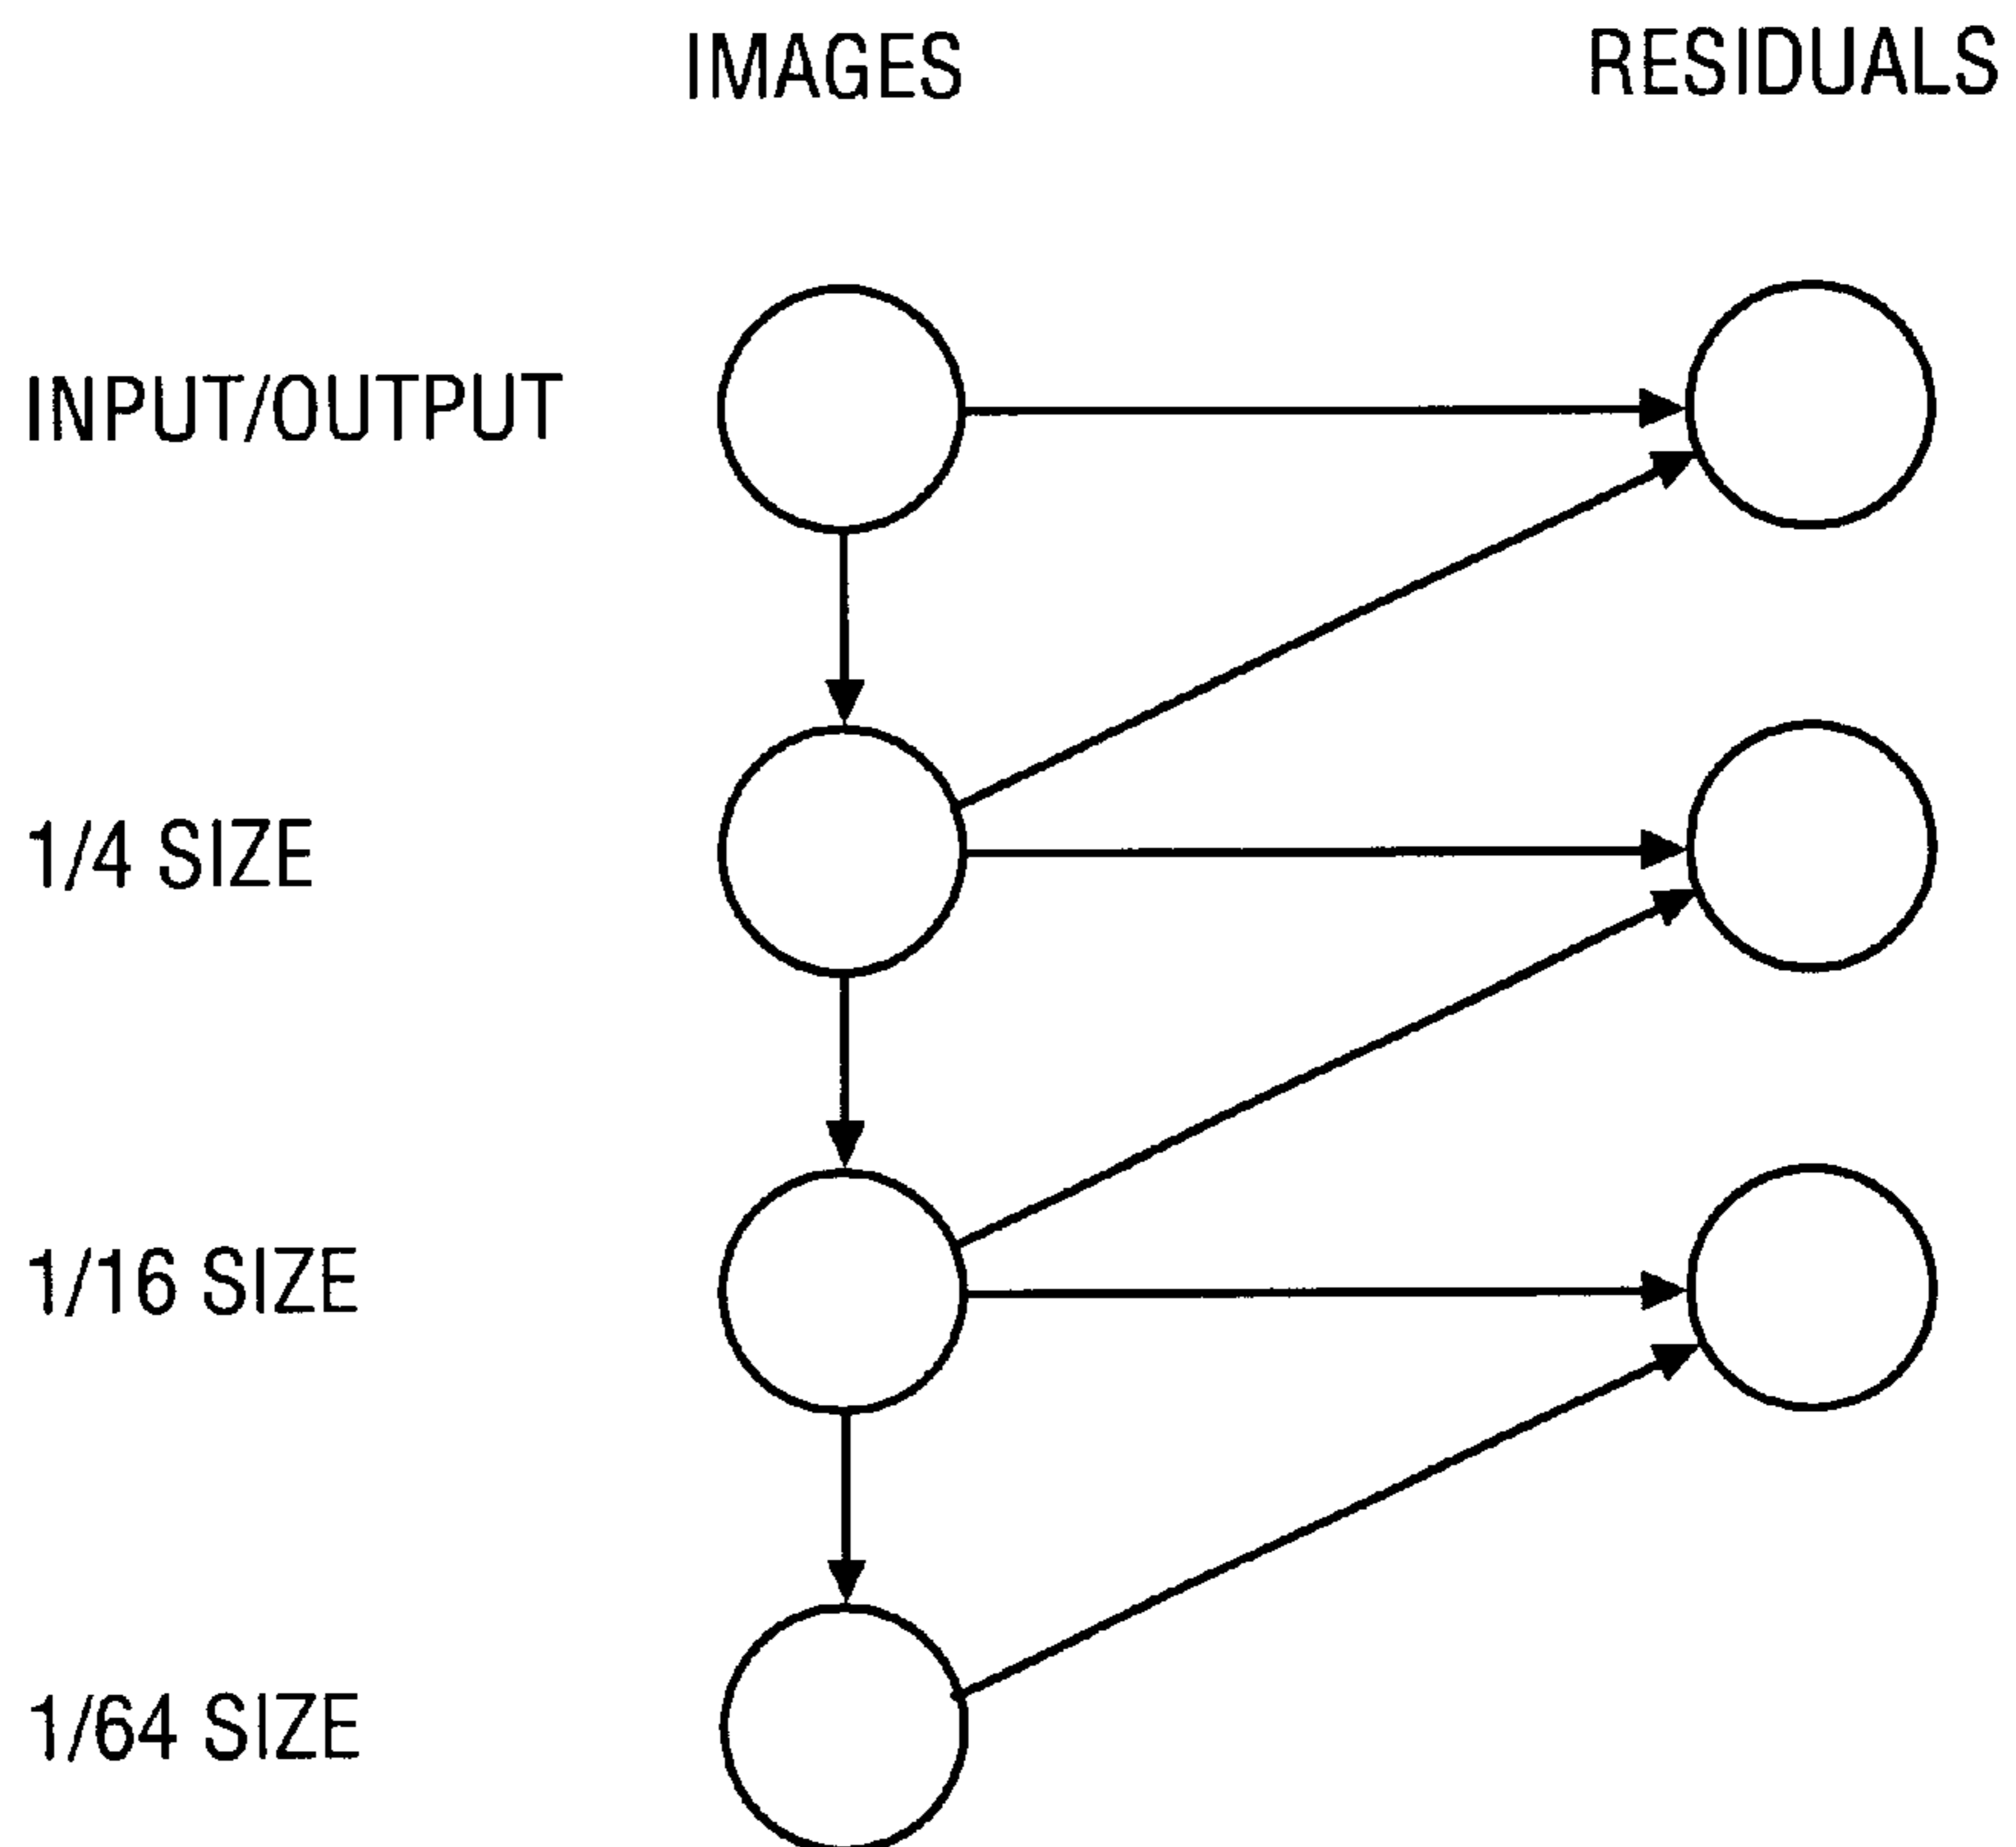 IMAGES
RESIDUALS
INPUT/OUTPUT
1/4 SIZE
1/16 SIZE
1/64 SIZE